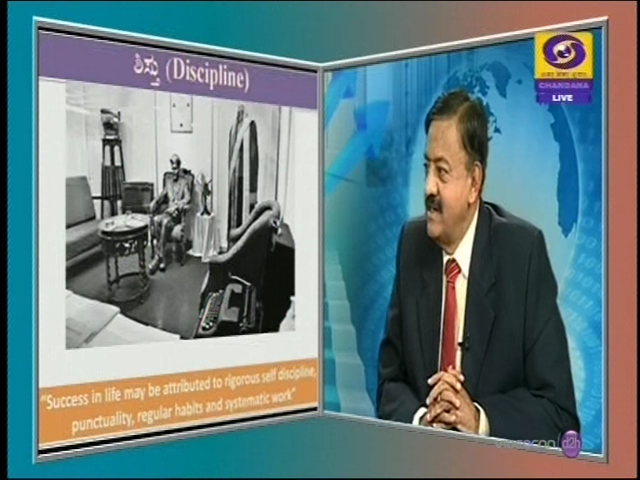 ಶಿಸ್ತು (Discipline)
"Success in life may be attributed to rigorous self discipline,
punctuality, regular habits and systematic work"
CHANDANA
LIVE
d2h